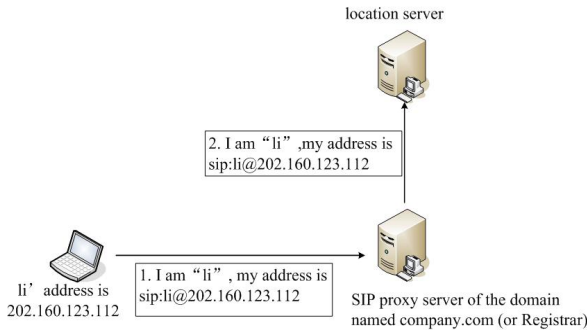 location server
2. I am “li” ,my address is
sip:li@202.160.123.112
1. I am “li” , my address is
sip:li@202.160.123.112
li’ address is
202.160.123.112
SIP proxy server of the domain
named company.com (or Registrar)